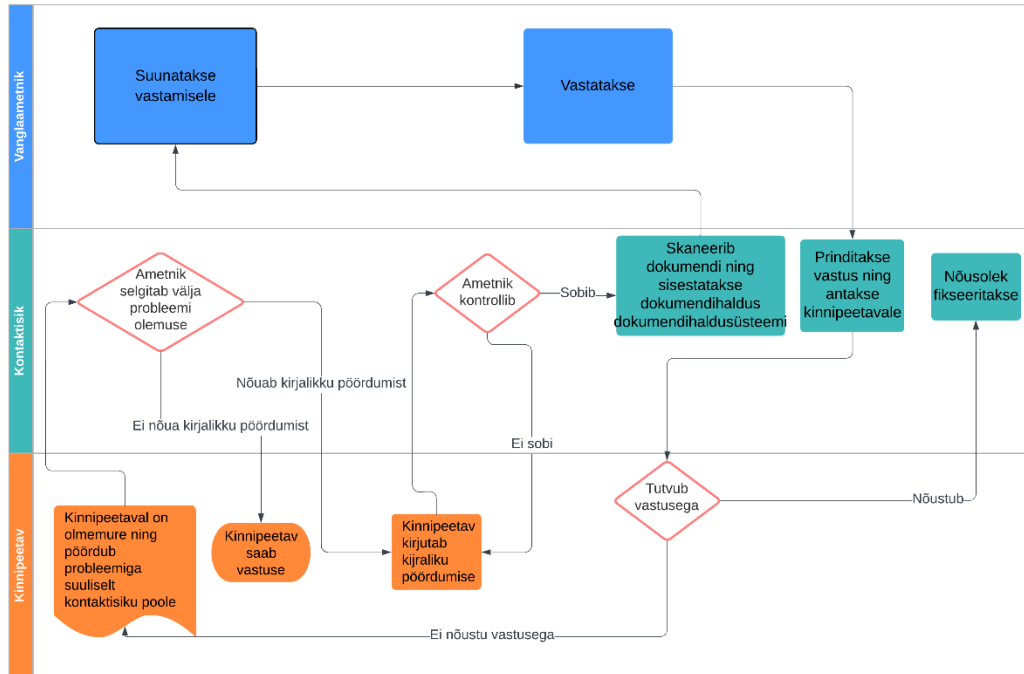 Vanglaametnik
Suunatakse
vastamisele
Vastatakse
Kontaktisik
Ametnik
selgitab välja
probleemi
olemuse
Nõuab kirjalikku pöördumist
Ei nõua kirjalikku pöördumist
Ametnik
kontrollib
Sobib
Ei sobi
Skaneerib
dokumendi ning
sisestatakse
dokumendihaldus
dokumendihaldusüsteemi
Prinditakse
vastus ning
antakse
kinnipeetavale
Nõusolek
fikseeritakse
Kinnipeetav
Kinnipeetaval on
olmemure ning
pöördub
probleemiga
suuliselt
kontaktisiku poole
Kinnipeetav
saab
vastuse
Kinnipeetav
kirjutab
kijraliku
pöördumise
Tutvub
vastusega
Nõustub
Ei nõustu vastusega